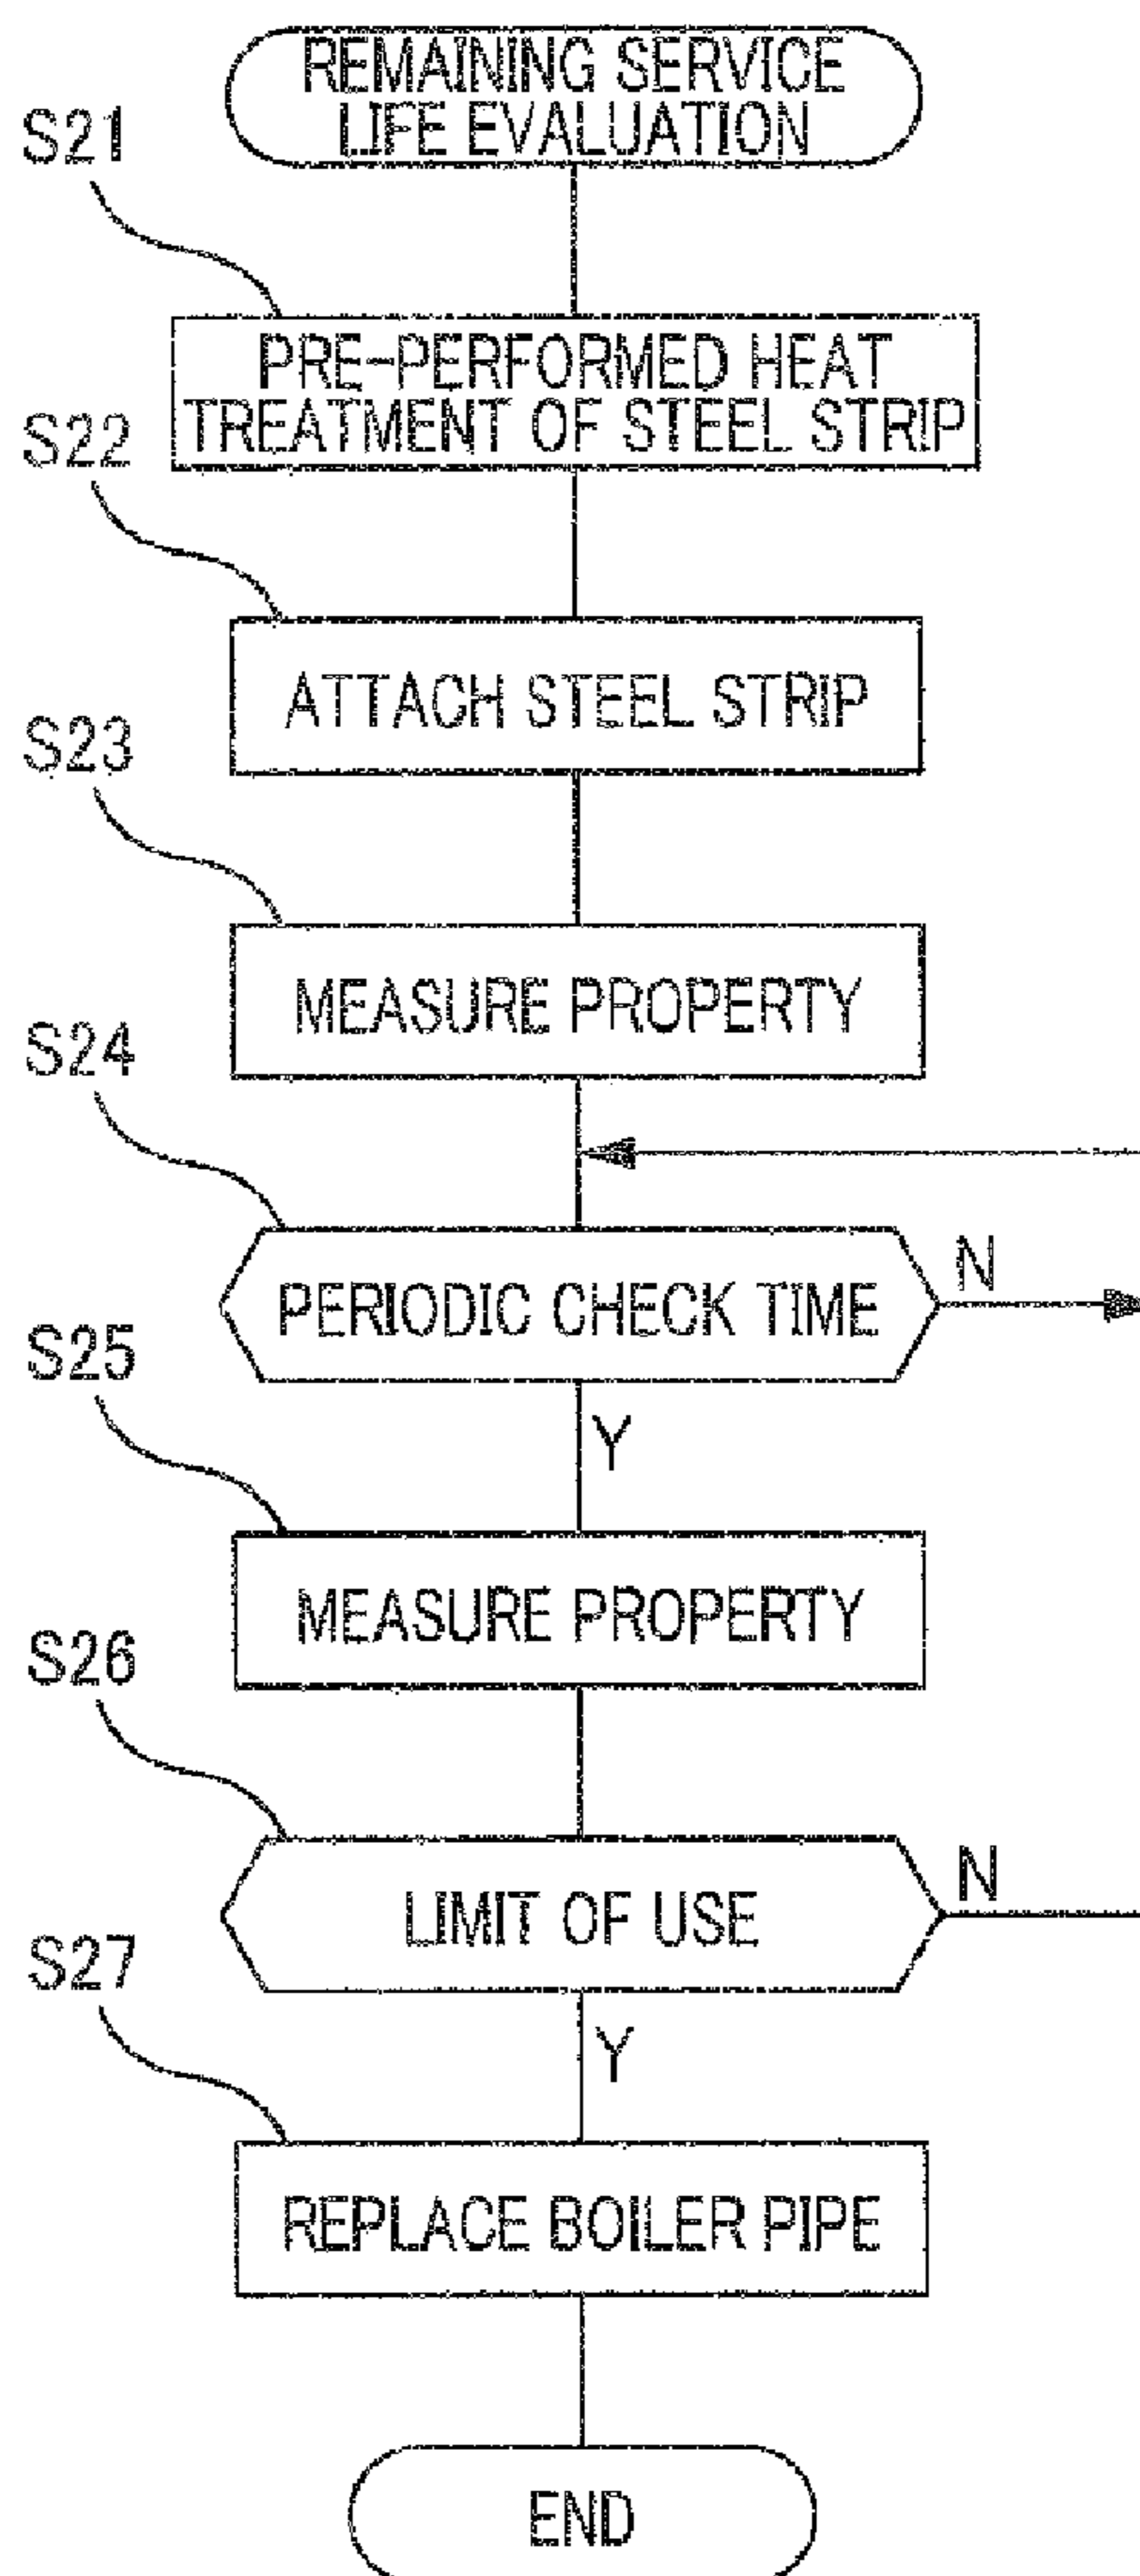 REMAINING SERVICE
LIFE EVALUATION
S21
PRE-PERFORMED HEAT
TREATMENT OF STEEL STRIP
S22
ATTACH STEEL STRIP
S23
MEASURE PROPERTY
S24
PERIODIC CHECK TIME
N
Y
S25
MEASURE PROPERTY
S26
LIMIT OF USE
N
Y
S27
REPLACE BOILER PIPE
END